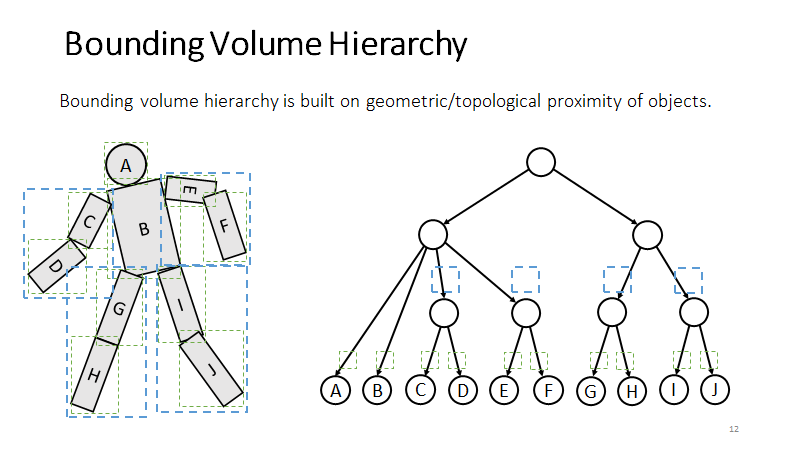 Bounding Volume Hierarchy
Bounding volume hierarchy is built on geometric/topological proximity of objects.
A
E
C
B
F
D
G
I
H
J
A B C D E F G H I J
12